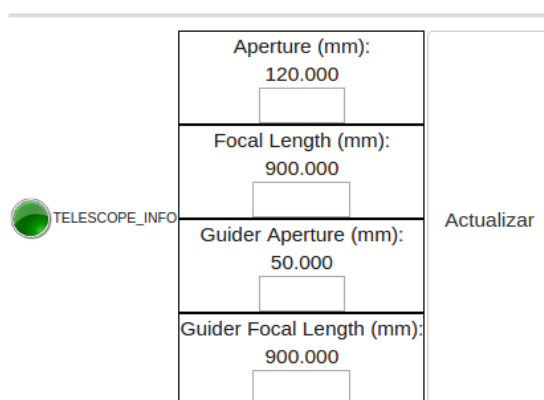 Aperture (mm):
120.000
Focal Length (mm):
900.000
TELESCOPE_INFO
Guider Aperture (mm):
50.000
Guider Focal Length (mm):
900.000
Actualizar